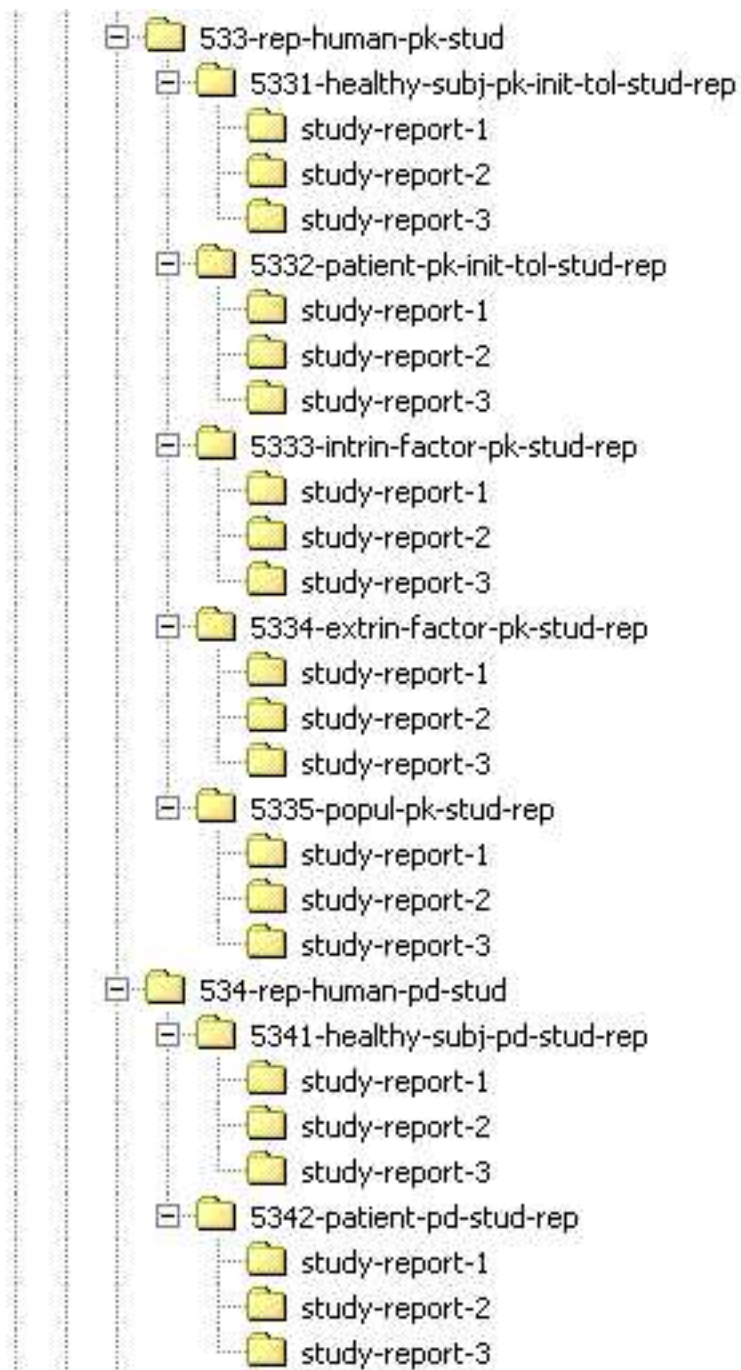 533-rep-human-pk-stud
5331-healthy-subj-pk-init-tol-stud-rep
study-report-1
study-report-2
study-report-3
5332-patient-pk-init-tol-stud-rep
study-report-1
study-report-2
study-report-3
5333-intrin-factor-pk-stud-rep
study-report-1
study-report-2
study-report-3
5334-extrin-factor-pk-stud-rep
study-report-1
study-report-2
study-report-3
5335-popul-pk-stud-rep
study-report-1
study-report-2
study-report-3
534-rep-human-pd-stud
5341-healthy-subj-pd-stud-rep
study-report-1
study-report-2
study-report-3
5342-patient-pd-stud-rep
study-report-1
study-report-2
study-report-3